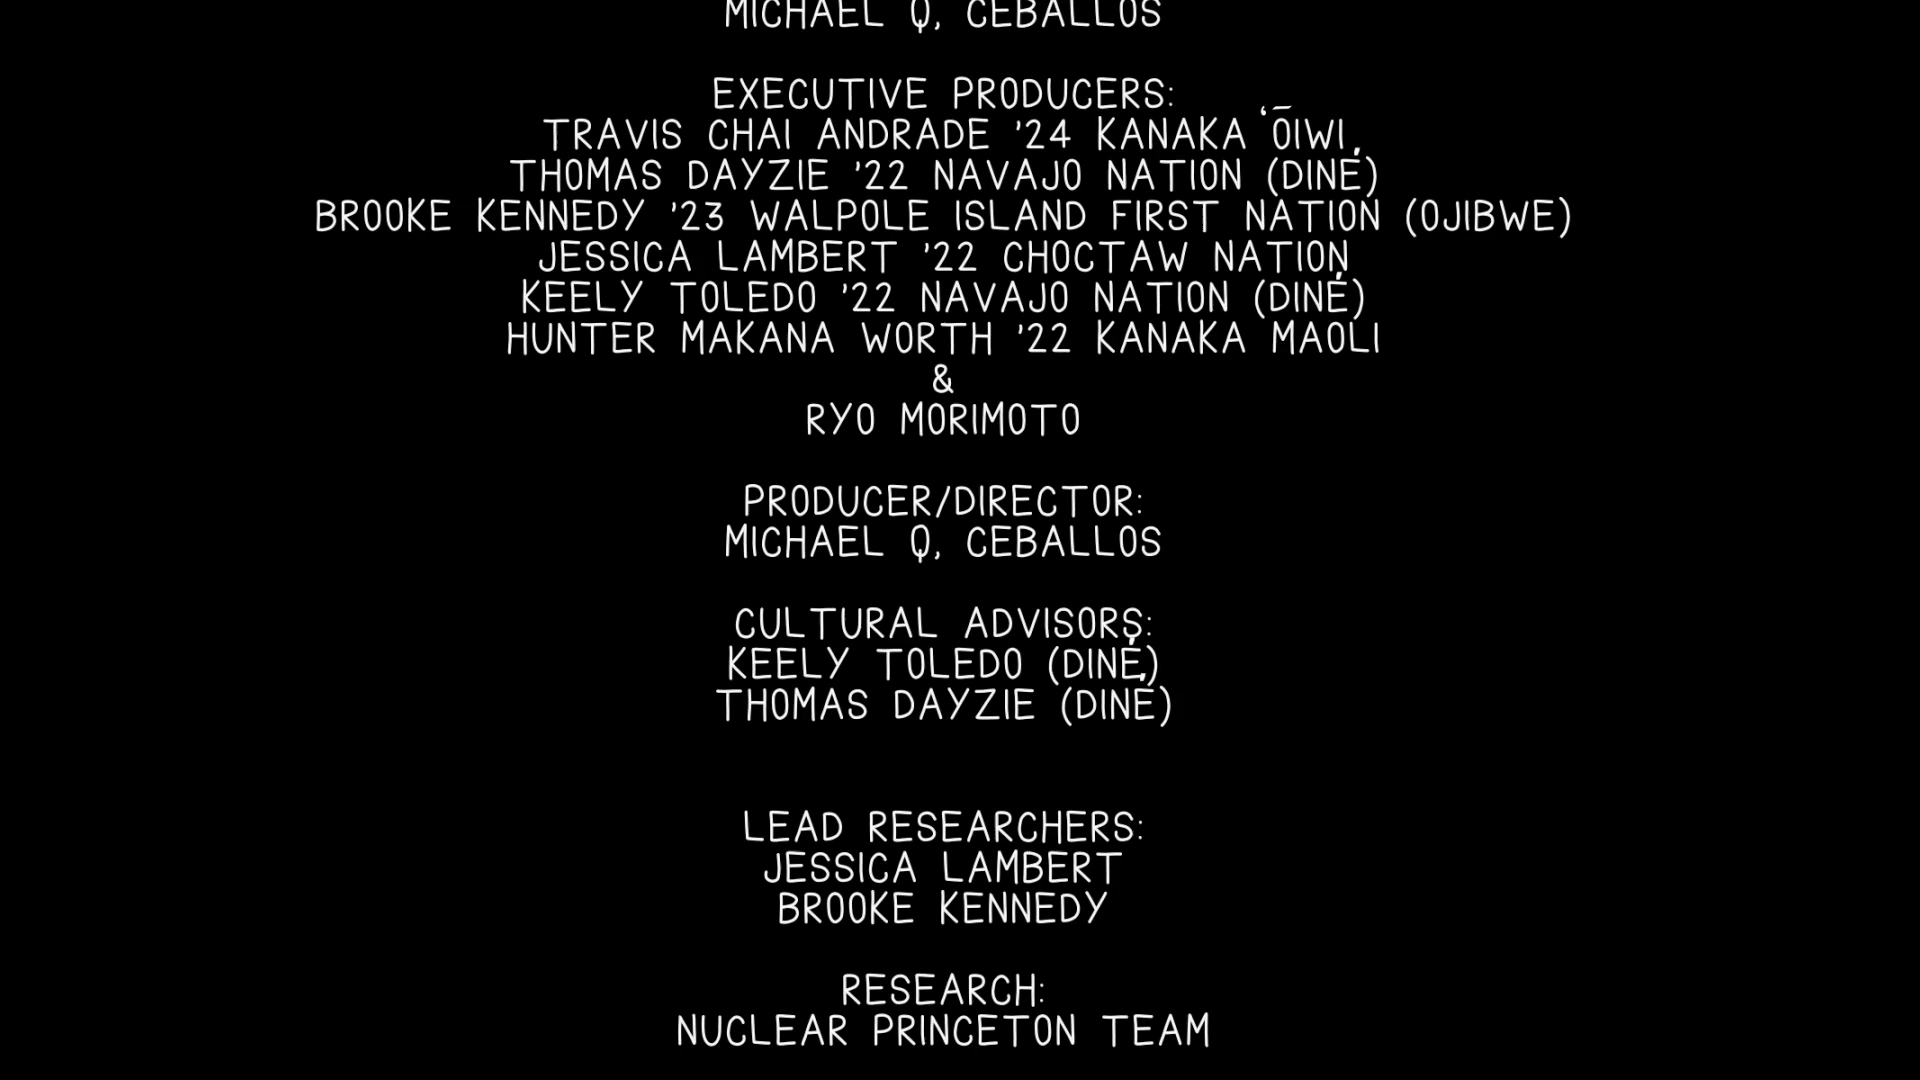 MICHAEL Q. CEBALLOS
EXECUTIVE PRODUCERS:
TRAVIS CHAI ANDRADE '24 KANAKA ʻŌIWI
THOMAS DAYZIE '22 NAVAJO NATION (DINÉ)
BROOKE KENNEDY '23 WALPOLE ISLAND FIRST NATION (OJIBWE)
JESSICA LAMBERT '22 CHOCTAW NATION
KEELY TOLEDO '22 NAVAJO NATION (DINÉ)
HUNTER MAKANA WORTH '22 KANAKA MAOLI
&
RYO MORIMOTO
PRODUCER/DIRECTOR:
MICHAEL Q. CEBALLOS
CULTURAL ADVISORS:
KEELY TOLEDO (DINÉ)
THOMAS DAYZIE (DINÉ)
LEAD RESEARCHERS:
JESSICA LAMBERT
BROOKE KENNEDY
RESEARCH:
NUCLEAR PRINCETON TEAM